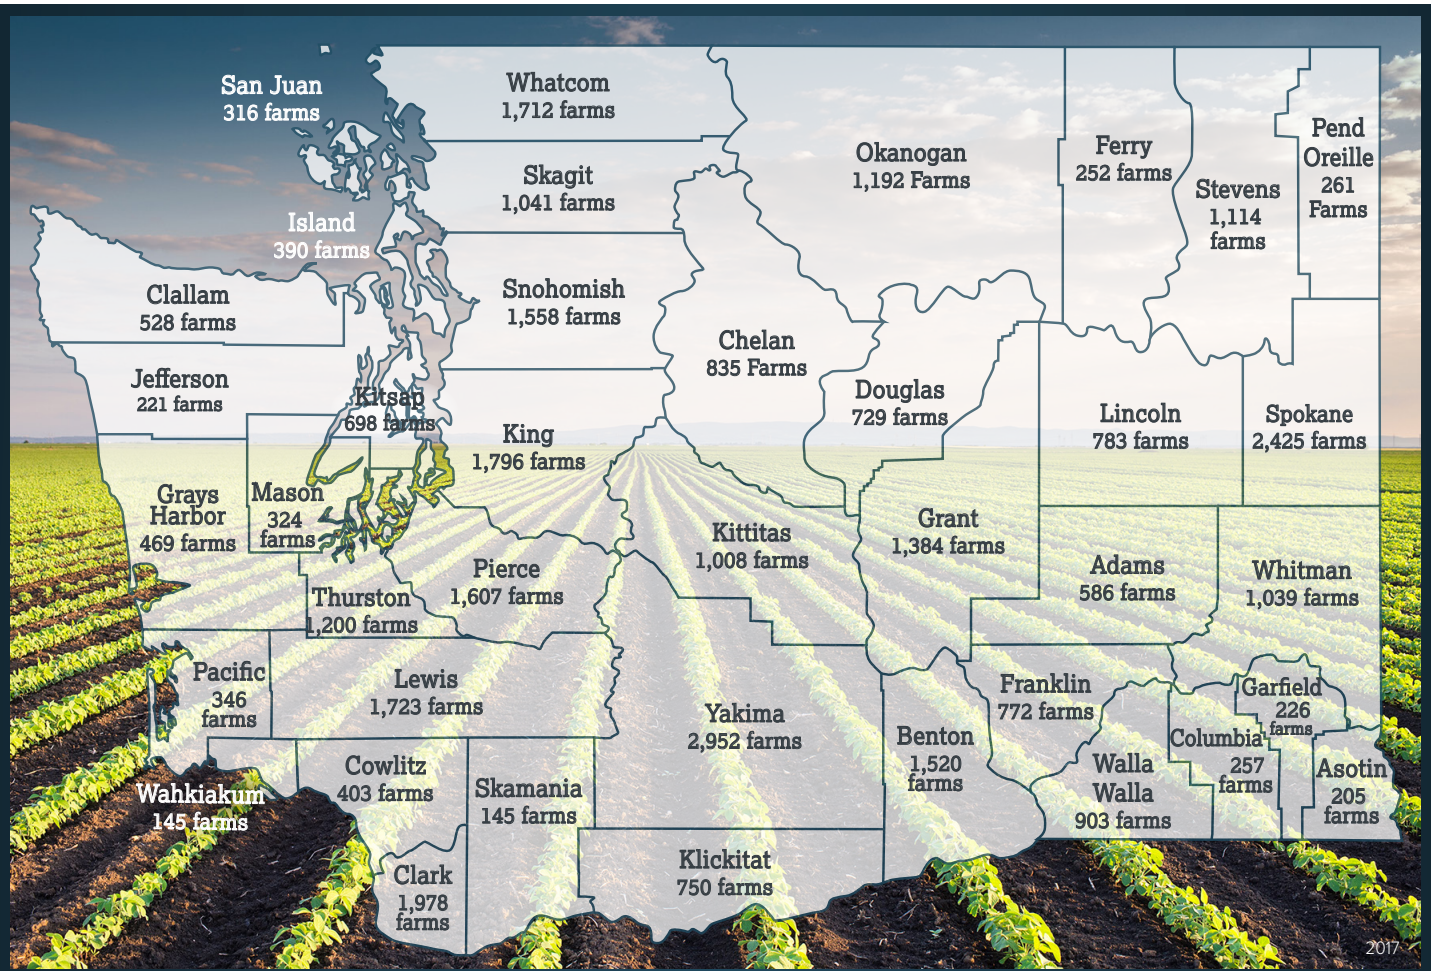 San Juan
316 farms
Whatcom
1,712 farms
Skagit
1,041 farms
Okanogan
1,192 Farms
Ferry
252 farms
Stevens
1,114
farms
Pend
Oreille
261
Farms
Island
390 farms
Clallam
528 farms
Snohomish
1,558 farms
Chelan
835 Farms
Jefferson
221 farms
Kitsap
698 farms
Douglas
729 farms
Lincoln
783 farms
Spokane
2,425 farms
King
1,796 farms
Grays
Harbor
469 farms
Mason
324
farms
Kittitas
1,008 farms
Grant
1,384 farms
Adams
586 farms
Whitman
1,039 farms
Pierce
1,607 farms
Thurston
1,200 farms
Pacific
346
farms
Lewis
1,723 farms
Yakima
2,952 farms
Benton
1,520
farms
Franklin
772 farms
Garfield
226
farms
Columbia
257
farms
Walla
Walla
903 farms
Asotin
205
farms
Wahkiakum
145 farms
Cowlitz
403 farms
Skamania
145 farms
Clark
1,978
farms
Klickitat
750 farms
2017